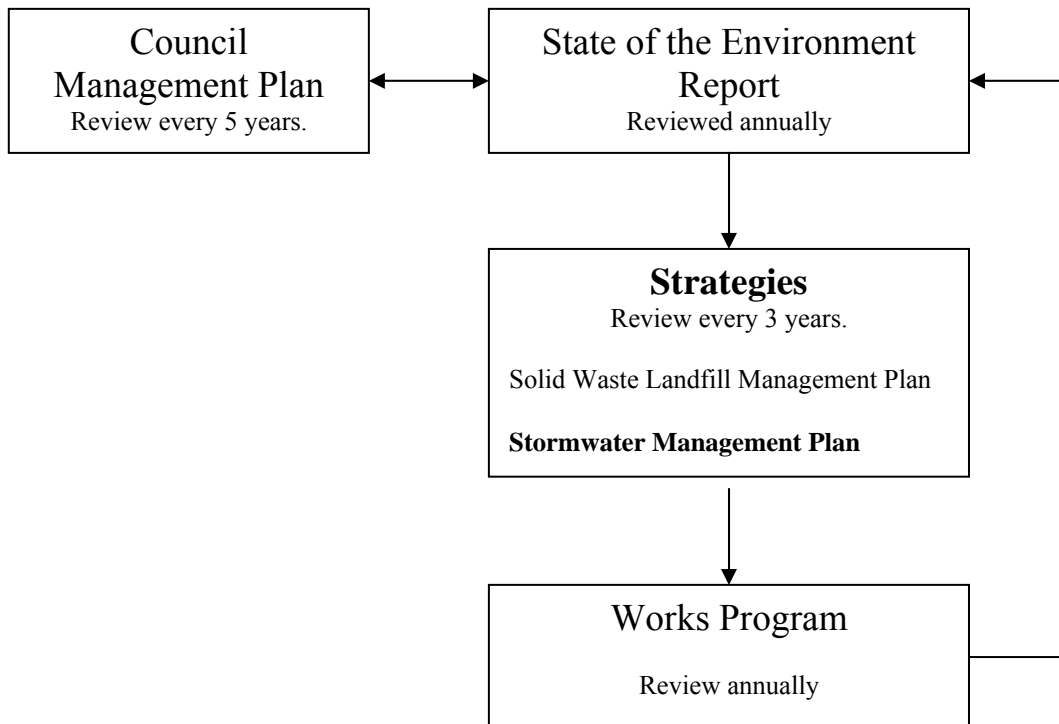 Council
Management Plan
Review every 5 years.
State of the Environment
Report
Reviewed annually
Strategies
Review every 3 years.
Solid Waste Landfill Management Plan
Stormwater Management Plan
Works Program
Review annually